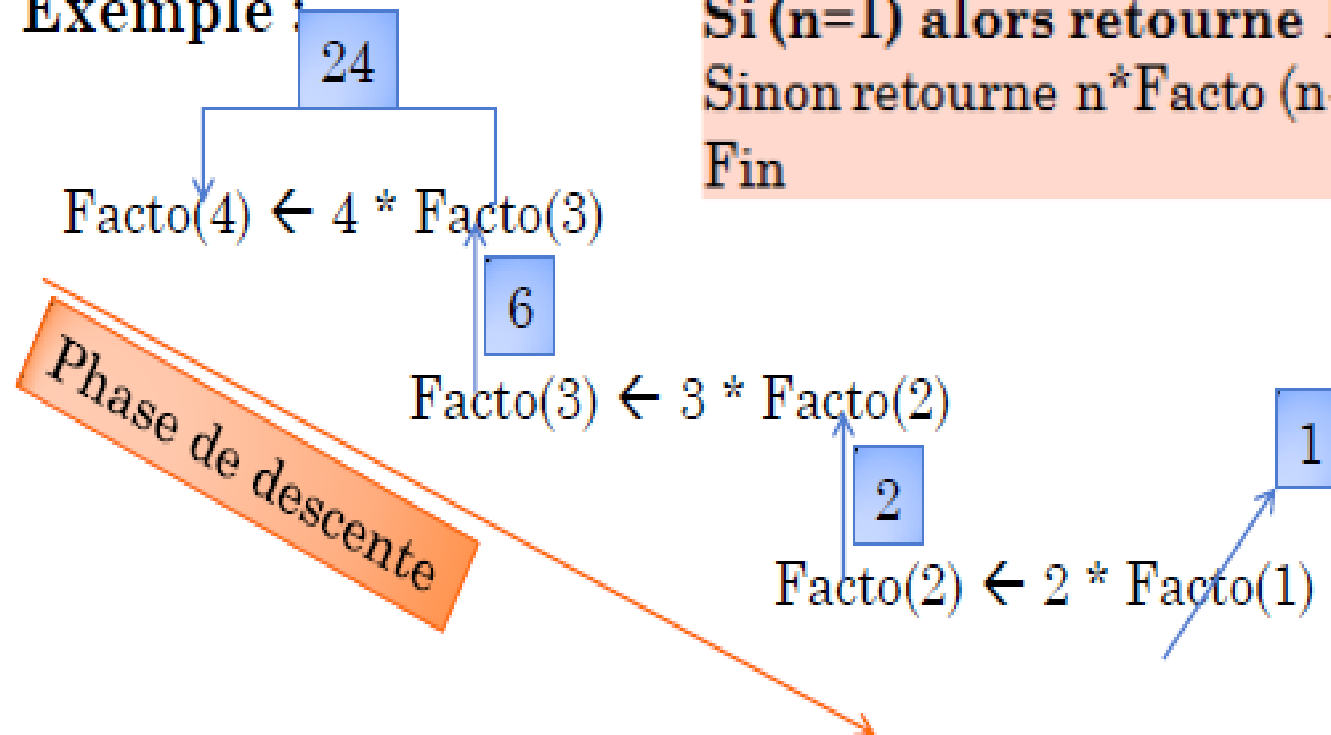 Exemple :
24
Si (n=1) alors retourne
Sinon retourne n*Facto (n-
Fin
Facto(4) ← 4 * Facto(3)
6
Phase de descente
Facto(3) ← 3 * Facto(2)
1
2
Facto(2) ← 2 * Facto(1)